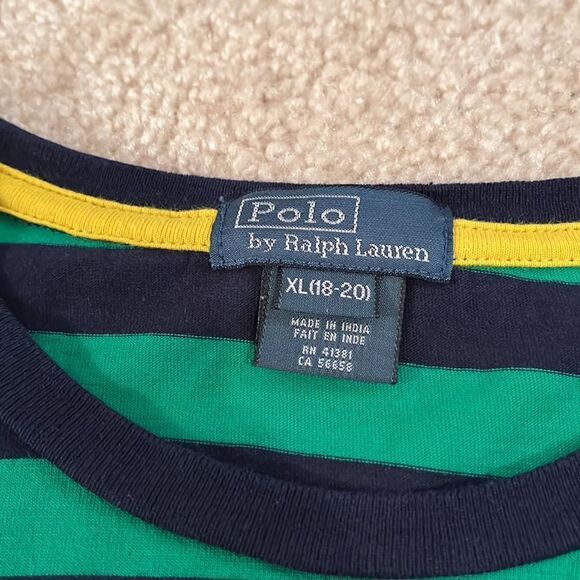 Polo
by Ralph Lauren
XL(18-20)
MADE IN INDIA
FAIT EN INDE
RN 41381
CA 56658